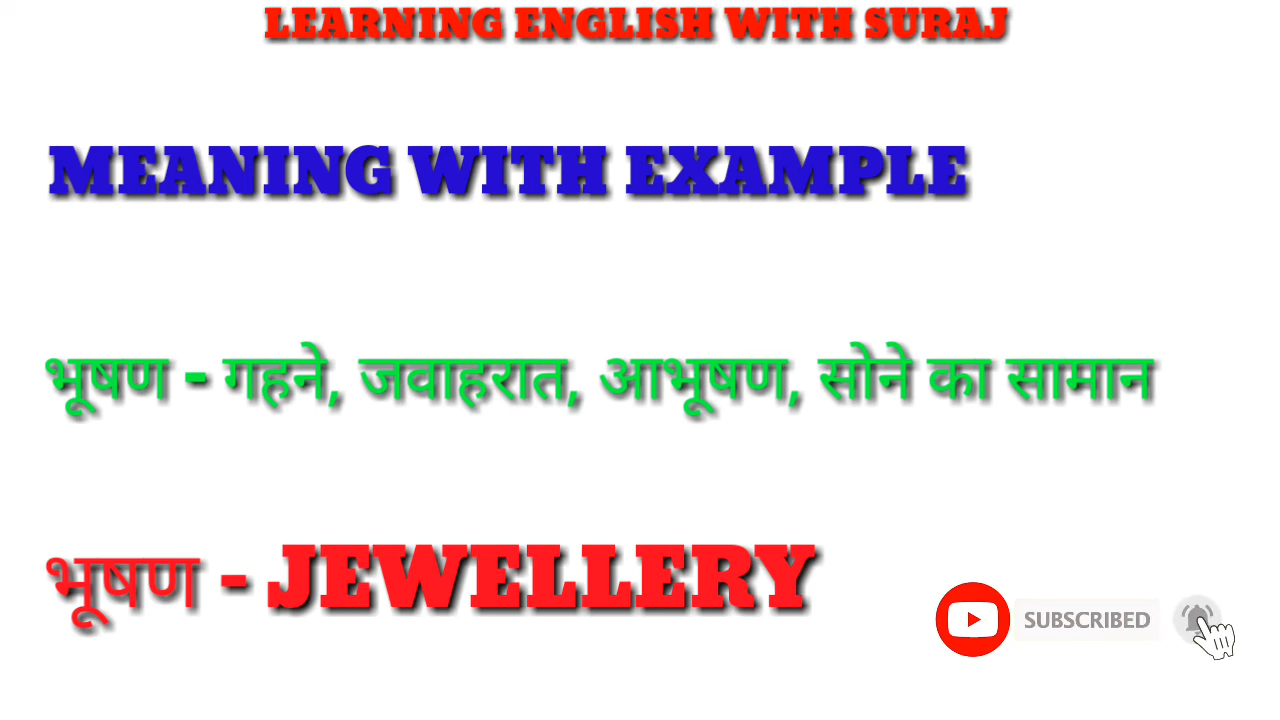 LEARNING ENGLISH WITH SURAJ
MEANING WITH EXAMPLE
भूषण - गहने, जवाहरात, आभूषण, सोने का सामान
भूषण - JEWELLERY
SUBSCRIBED